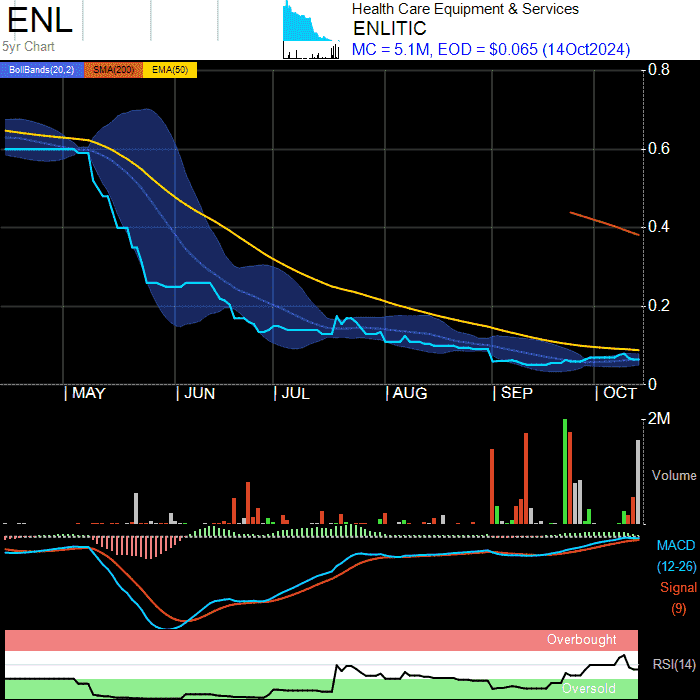 ENL
5yr Chart
Health Care Equipment & Services
ENLITIC
MC = 5.1M, EOD = $0.065 (14Oct2024)
BollBands(20,2) SMA(200) EMA(50)
0.8
0.6
0.4
0.2
0
MAY JUN JUL AUG SEP OCT
2M
Volume
MACD
(12-26)
Signal
(9)
Overbought
RSI(14)
Oversold